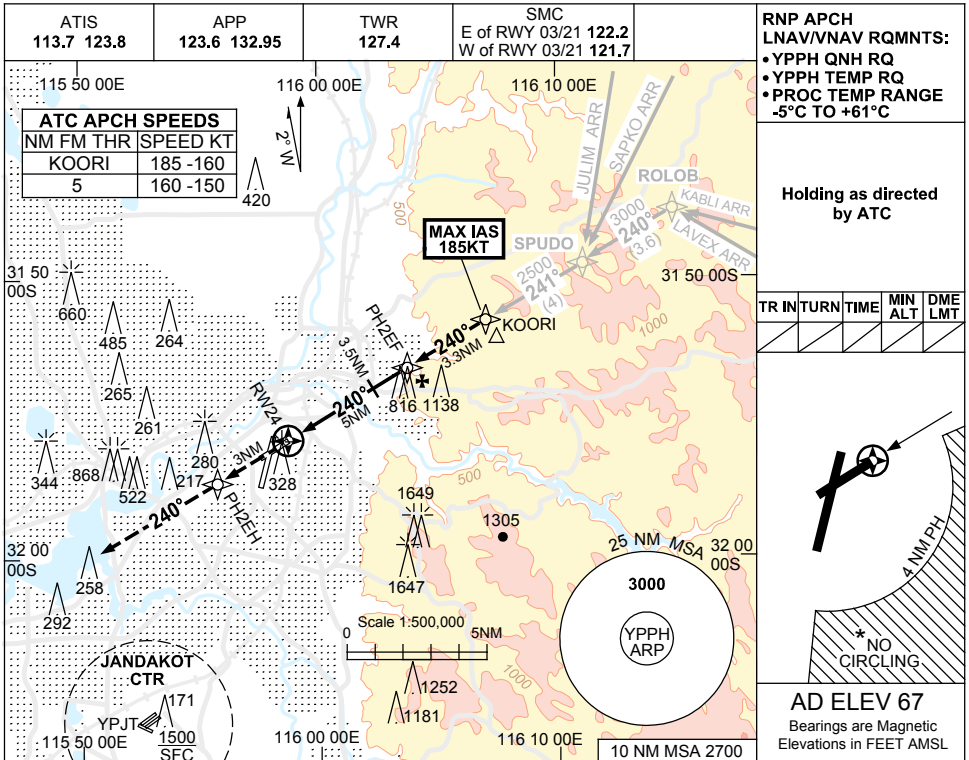 ATIS
113.7 123.8
APP
123.6 132.95
TWR
127.4
SMC
E of RWY 03/21 122.2
W of RWY 03/21 121.7
RNP APCH
LNAV/VNAV RQMNTS:
• YPPH QNH RQ
• YPPH TEMP RQ
• PROC TEMP RANGE
-5°C TO +61°C
Holding as directed
by ATC
TR IN TURN TIME MIN ALT DME LMT
115 50 00E
116 00 00E
116 10 00E
ATC APCH SPEEDS
NM FM THR SPEED KT
KOORI 185 -160
5 160 -150
2° W
420
500
JULIM ARR
SAPKO ARR
ROLOB
KABLI ARR
LAVEX ARR
3000
240°
(3.6)
SPUDO
2500
241°
(4)
MAX IAS
185KT
KOORI
31 50
00S
31 50 00S
1000
660
485
264
265
261
PH2EF
240°
3.3NM
3.5NM
240°
5NM
816
1138
RW24
344
868
522
217
280
3NM
328
PH2EH
240°
500
1649
1305
1647
32 00
00S
32 00
00S
258
292
25 NM MSA
3000
YPPH
ARP
Scale 1:500,000
0
5NM
1252
1181
1000
JANDAKOT
CTR
171
YPJT
1500
SFC
115 50 00E
116 00 00E
116 10 00E
10 NM MSA 2700
4 NM PH
*NO
CIRCLING
AD ELEV 67
Bearings are Magnetic
Elevations in FEET AMSL